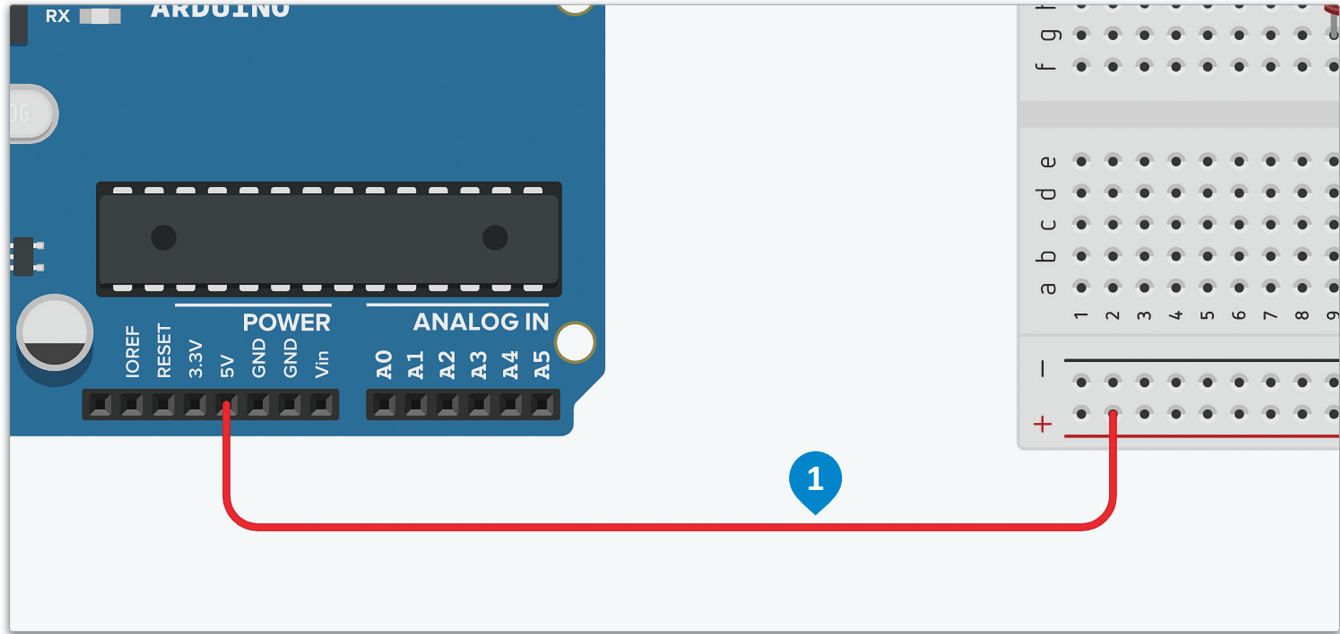 RX
ARDUINO
g
f
e
d
c
b
a
1 2 3 4 5 6 7 8 9
POWER
ANALOG IN
IOREF RESET 3.3V 5V GND GND Vin
A0 A1 A2 A3 A4 A5
−
+
1